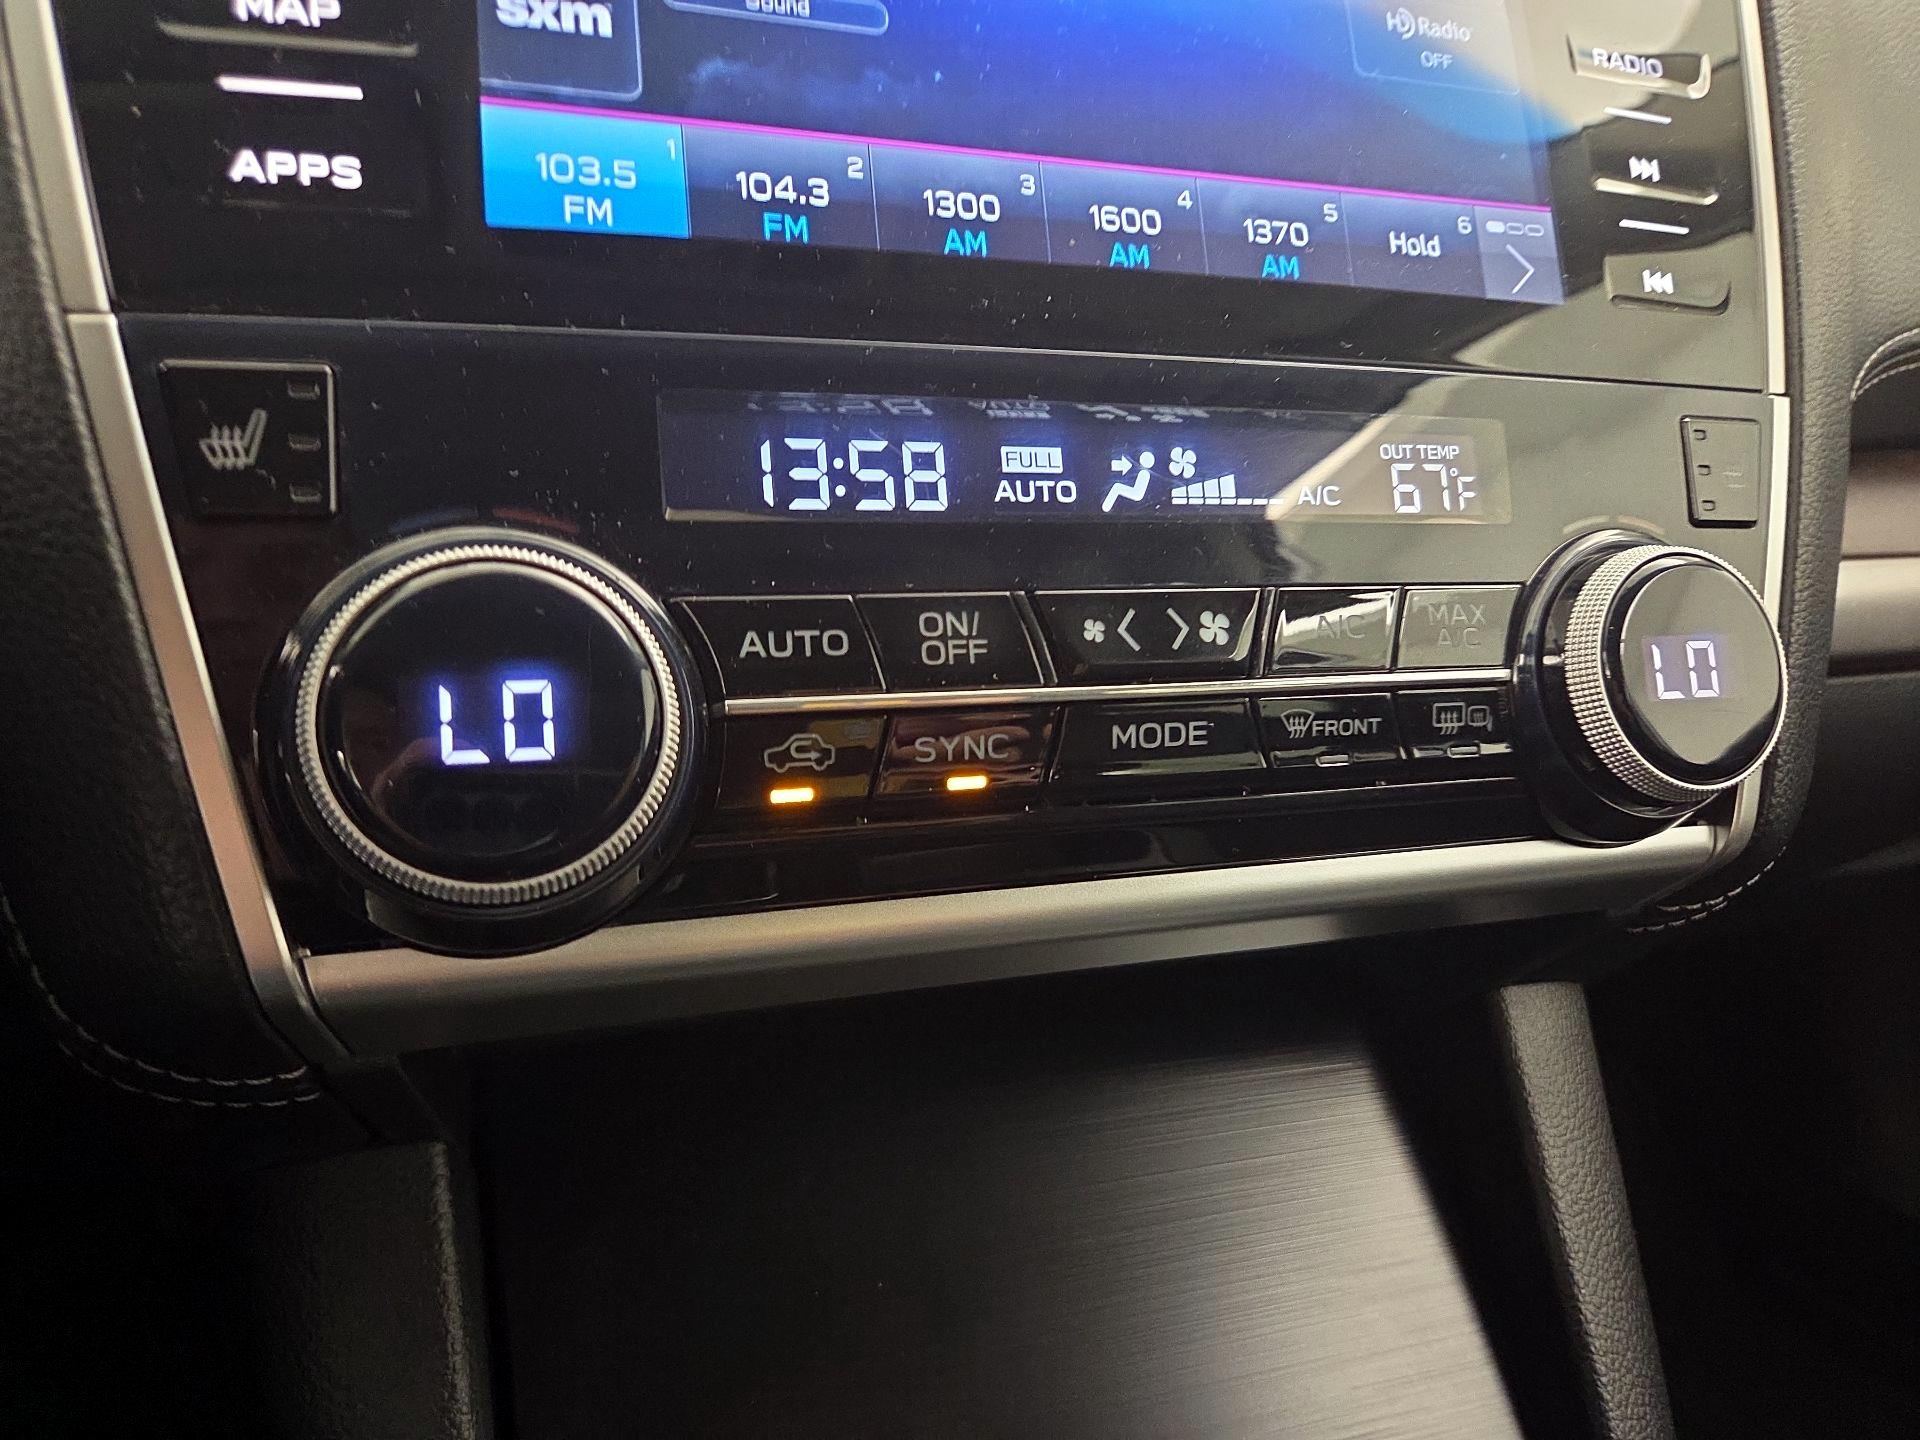 MAP
sxm
Sound
HD Radio
OFF
RADIO
APPS
103.5 1
FM
104.3 2
FM
1300 3
AM
1600 4
AM
1370 5
AM
Hold 6
13:58
FULL
AUTO
A/C
OUT TEMP
67°F
LO
AUTO
ON/
OFF
A/C
MAX
A/C
LO
SYNC
MODE
FRONT